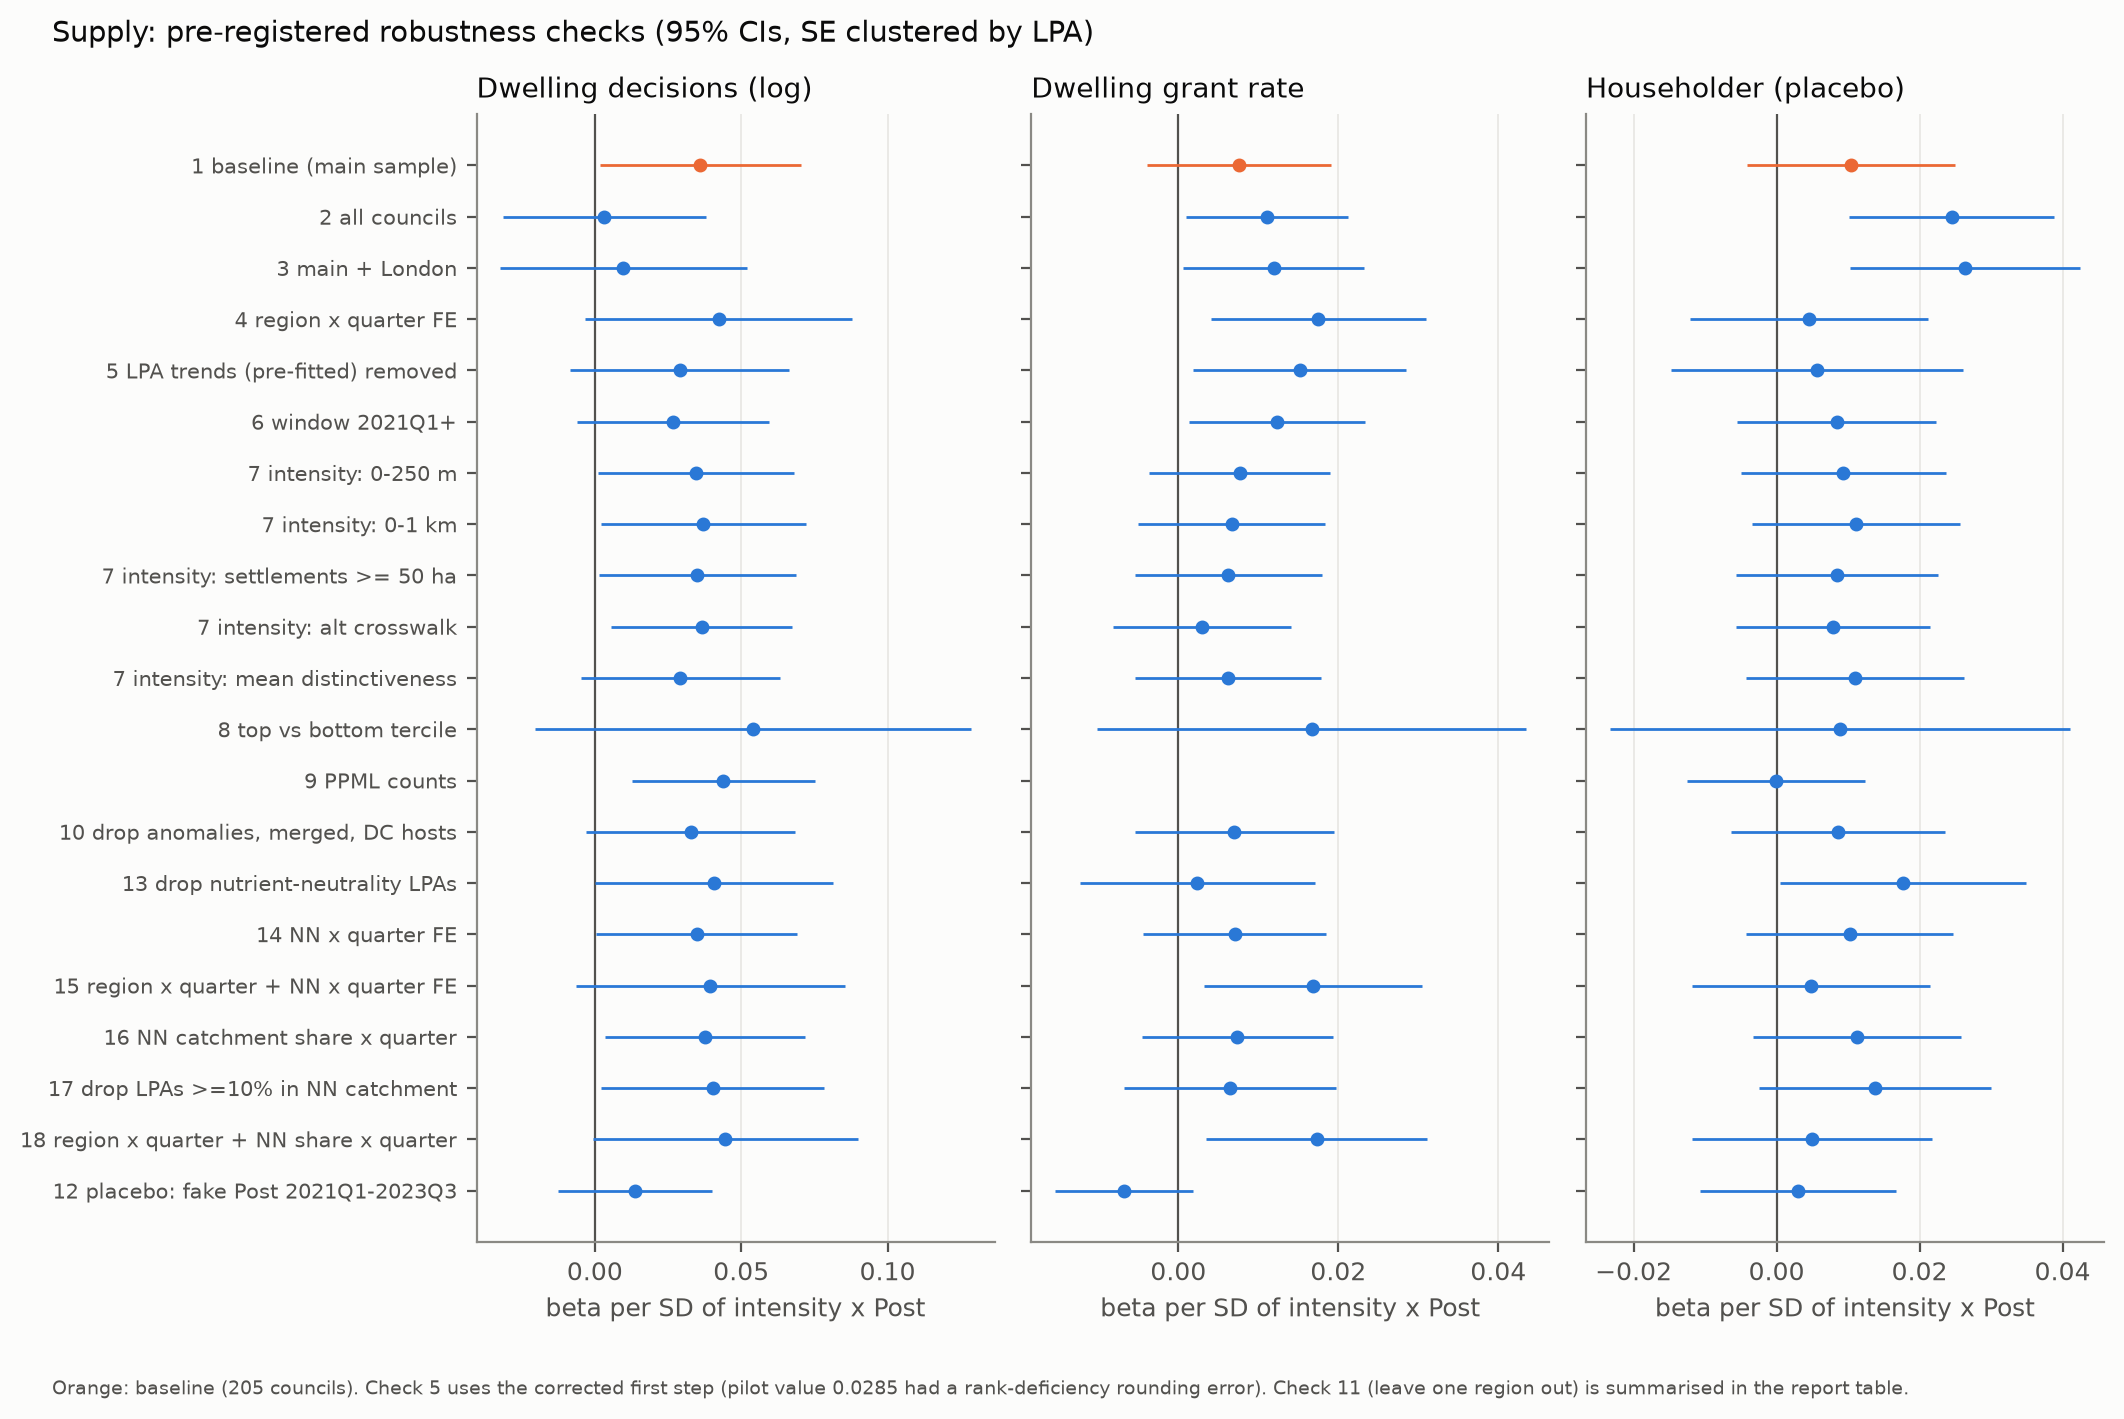 Supply: pre-registered robustness checks (95% CIs, SE clustered by LPA)
Dwelling decisions (log)
Dwelling grant rate
Householder (placebo)
1 baseline (main sample)
2 all councils
3 main + London
4 region x quarter FE
5 LPA trends (pre-fitted) removed
6 window 2021Q1+
7 intensity: 0-250 m
7 intensity: 0-1 km
7 intensity: settlements >= 50 ha
7 intensity: alt crosswalk
7 intensity: mean distinctiveness
8 top vs bottom tercile
9 PPML counts
10 drop anomalies, merged, DC hosts
13 drop nutrient-neutrality LPAs
14 NN x quarter FE
15 region x quarter + NN x quarter FE
16 NN catchment share x quarter
17 drop LPAs >=10% in NN catchment
18 region x quarter + NN share x quarter
12 placebo: fake Post 2021Q1-2023Q3
0.00 0.05 0.10
0.00 0.02 0.04
−0.02 0.00 0.02 0.04
beta per SD of intensity x Post
beta per SD of intensity x Post
beta per SD of intensity x Post
Orange: baseline (205 councils). Check 5 uses the corrected first step (pilot value 0.0285 had a rank-deficiency rounding error). Check 11 (leave one region out) is summarised in the report table.